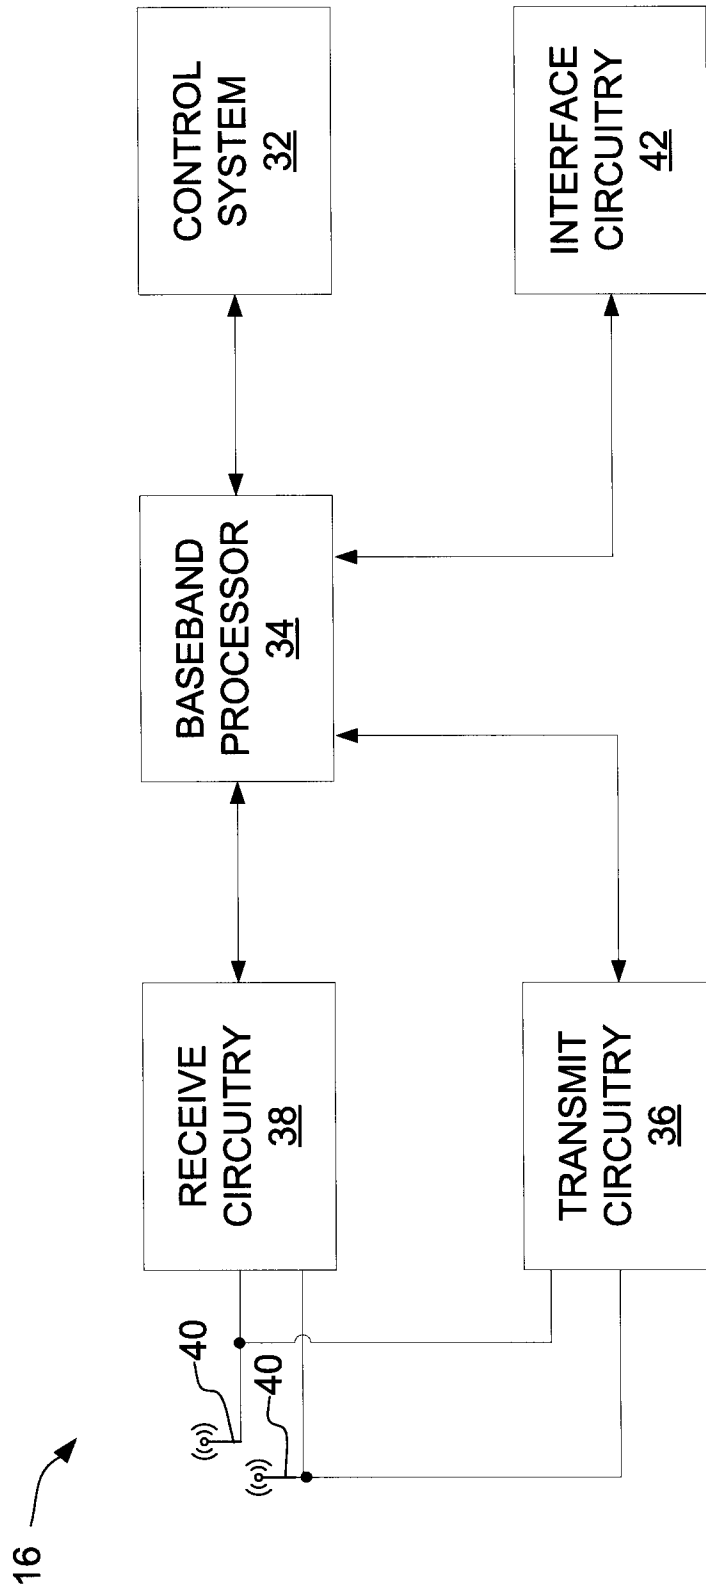 16
40
40
RECEIVE
CIRCUITRY
38
TRANSMIT
CIRCUITRY
36
BASEBAND
PROCESSOR
34
CONTROL
SYSTEM
32
INTERFACE
CIRCUITRY
42